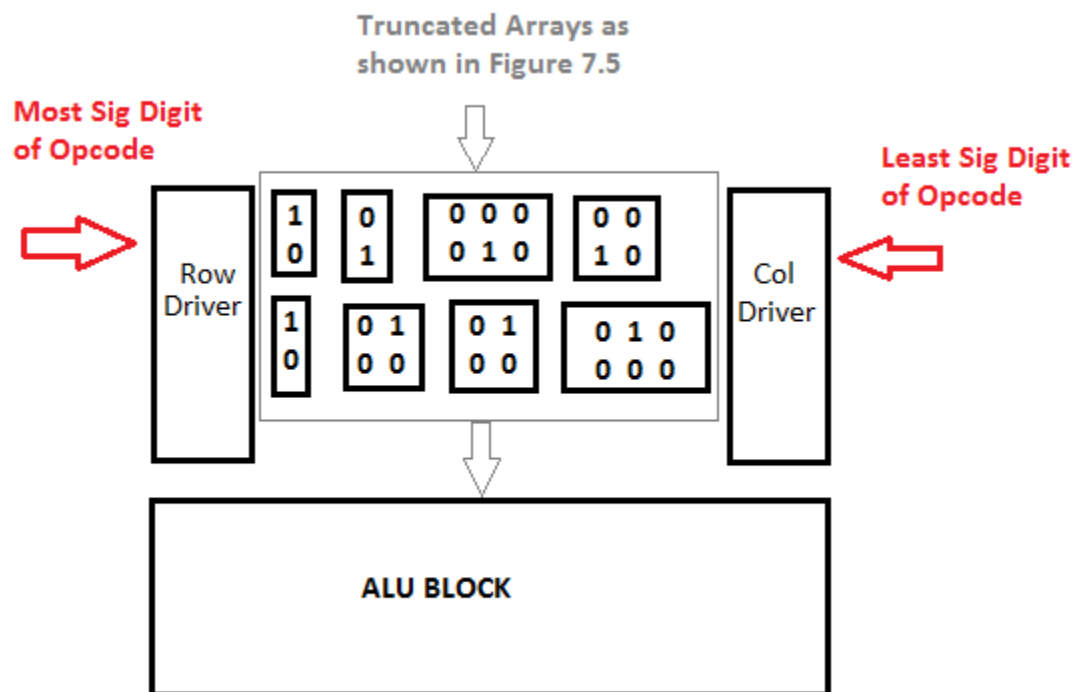 Truncated Arrays as
shown in Figure 7.5
Most Sig Digit
of Opcode
Least Sig Digit
of Opcode
Row
Driver
1
0
0
1
0 0 0
0 1 0
0 0
1 0
1
0
0 1
0 0
0 1
0 0
0 1 0
0 0 0
Col
Driver
ALU BLOCK